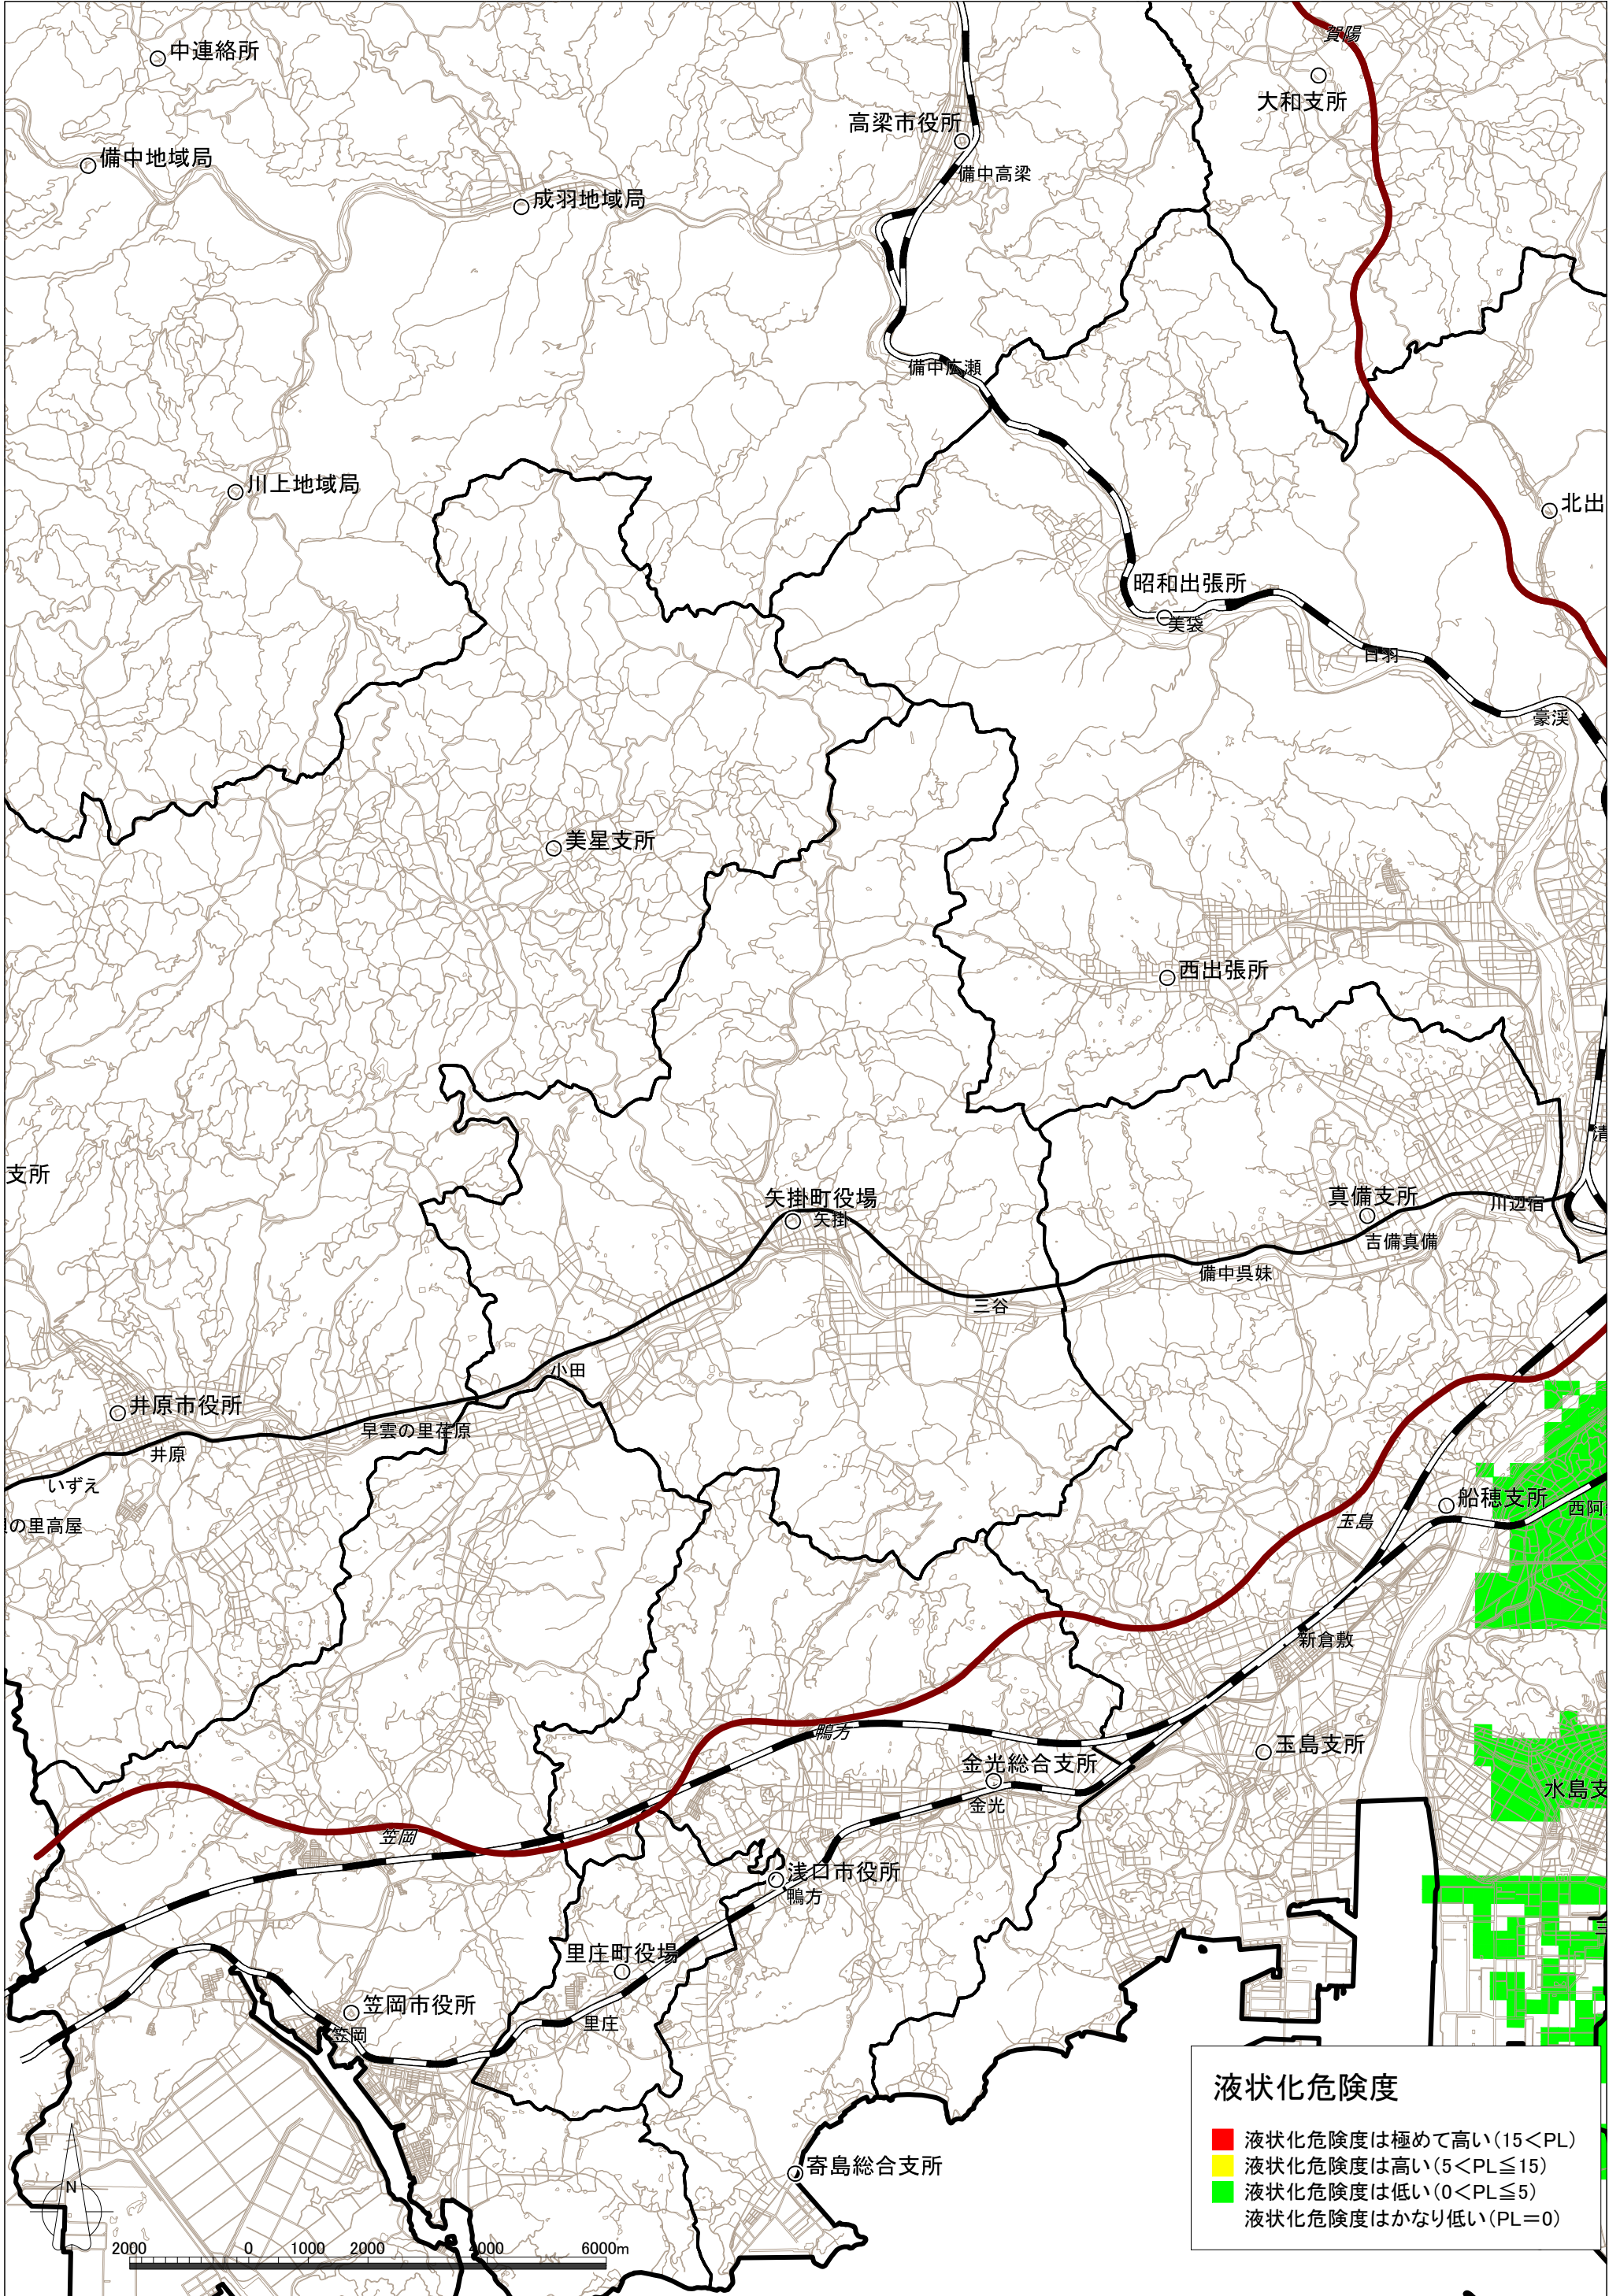 中連絡所
賀陽
大和支所
高梁市役所
備中地域局
備中高梁
成羽地域局
備中広瀬
川上地域局
北出
昭和出張所
美袋
日羽
豪渓
美星支所
西出張所
清
支所
矢掛町役場
矢掛
真備支所
川辺宿
吉備真備
備中呉妹
三谷
小田
井原市役所
早雲の里荏原
井原
いずえ
船穂支所
西阿
の里高屋
玉島
新倉敷
鴨方
玉島支所
金光総合支所
水島支
金光
笠岡
浅口市役所
鴨方
里庄町役場
笠岡市役所
里庄
笠岡
液状化危険度
液状化危険度は極めて高い(15<PL)
液状化危険度は高い(5<PL≦15)
寄島総合支所
液状化危険度は低い(0<PL≦5)
液状化危険度はかなり低い(PL=0)
N
2000 0 1000 2000 4000 6000m